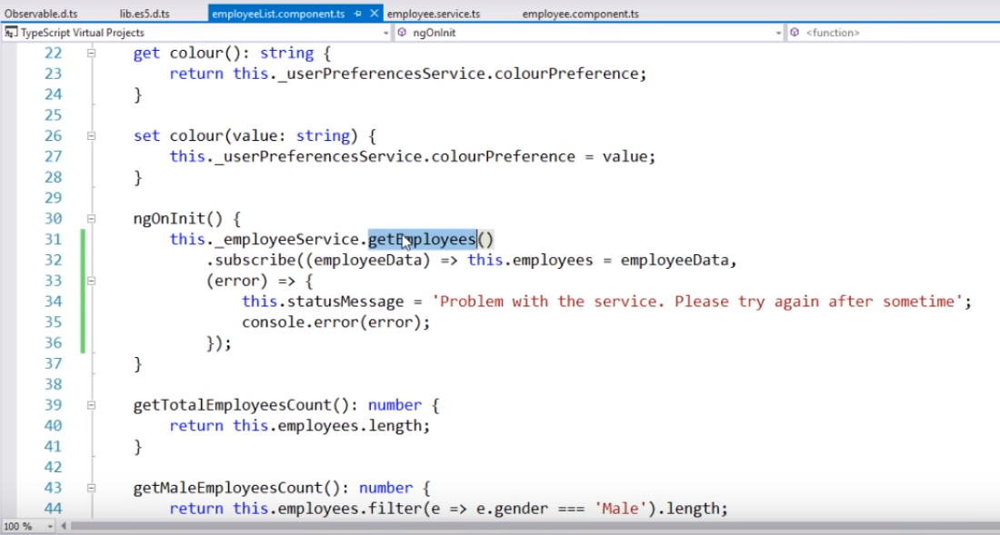 Observable.d.ts lib.es5.d.ts employeeList.component.ts employee.service.ts employee.component.ts
TypeScript Virtual Projects ngOnInit <function>
22 get colour(): string {
23 return this._userPreferencesService.colourPreference;
24 }
25
26 set colour(value: string) {
27 this._userPreferencesService.colourPreference = value;
28 }
29
30 ngOnInit() {
31 this._employeeService.getEmployees()
32 .subscribe((employeeData) => this.employees = employeeData,
33 (error) => {
34 this.statusMessage = 'Problem with the service. Please try again after sometime';
35 console.error(error);
36 });
37 }
38
39 getTotalEmployeesCount(): number {
40 return this.employees.length;
41 }
42
43 getMaleEmployeesCount(): number {
44 return this.employees.filter(e => e.gender === 'Male').length;
100 %